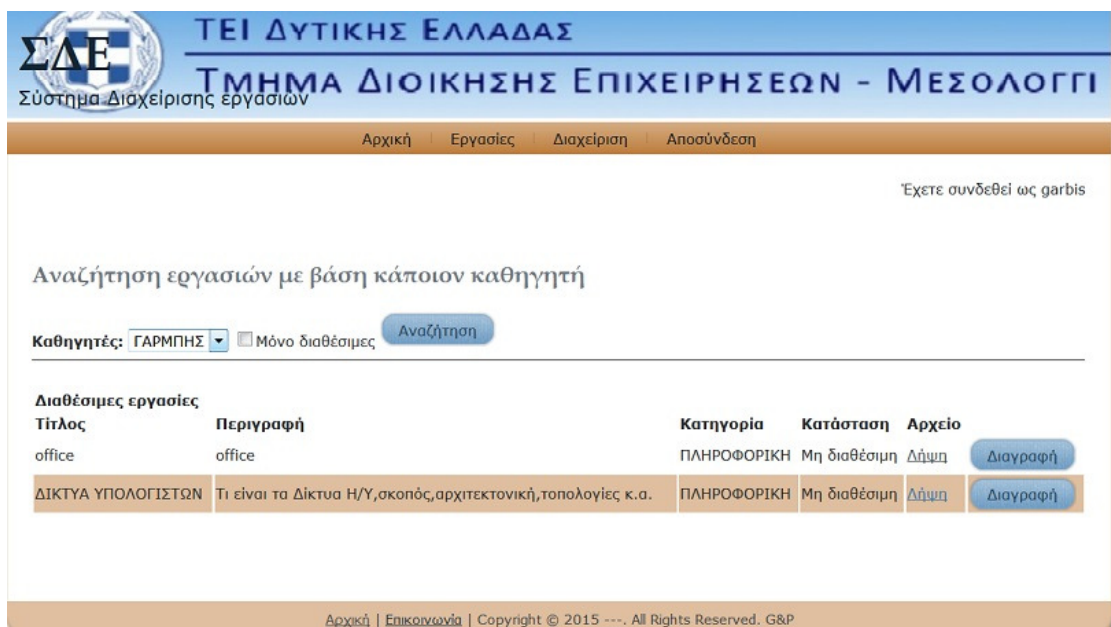 ΤΕΙ ΔΥΤΙΚΗΣ ΕΛΛΑΔΑΣ
ΣΔΕ
ΤΜΗΜΑ ΔΙΟΙΚΗΣΗΣ ΕΠΙΧΕΙΡΗΣΕΩΝ - ΜΕΣΟΛΟΓΓΙ
Σύστημα Διαχείρισης εργασιών
Αρχική Εργασίες Διαχείριση Αποσύνδεση
Έχετε συνδεθεί ως garbis
Αναζήτηση εργασιών με βάση κάποιον καθηγητή
Καθηγητές: ΓΑΡΜΠΗΣ Μόνο διαθέσιμες Αναζήτηση
Διαθέσιμες εργασίες
Τίτλος Περιγραφή Κατηγορία Κατάσταση Αρχείο
office office ΠΛΗΡΟΦΟΡΙΚΗ Μη διαθέσιμη Λήψη Διαγραφή
ΔΙΚΤΥΑ ΥΠΟΛΟΓΙΣΤΩΝ Τι είναι τα Δίκτυα Η/Υ,σκοπός,αρχιτεκτονική,τοπολογίες κ.α. ΠΛΗΡΟΦΟΡΙΚΗ Μη διαθέσιμη Λήψη Διαγραφή
Αρχική | Επικοινωνία | Copyright © 2015 ---. All Rights Reserved. G&P